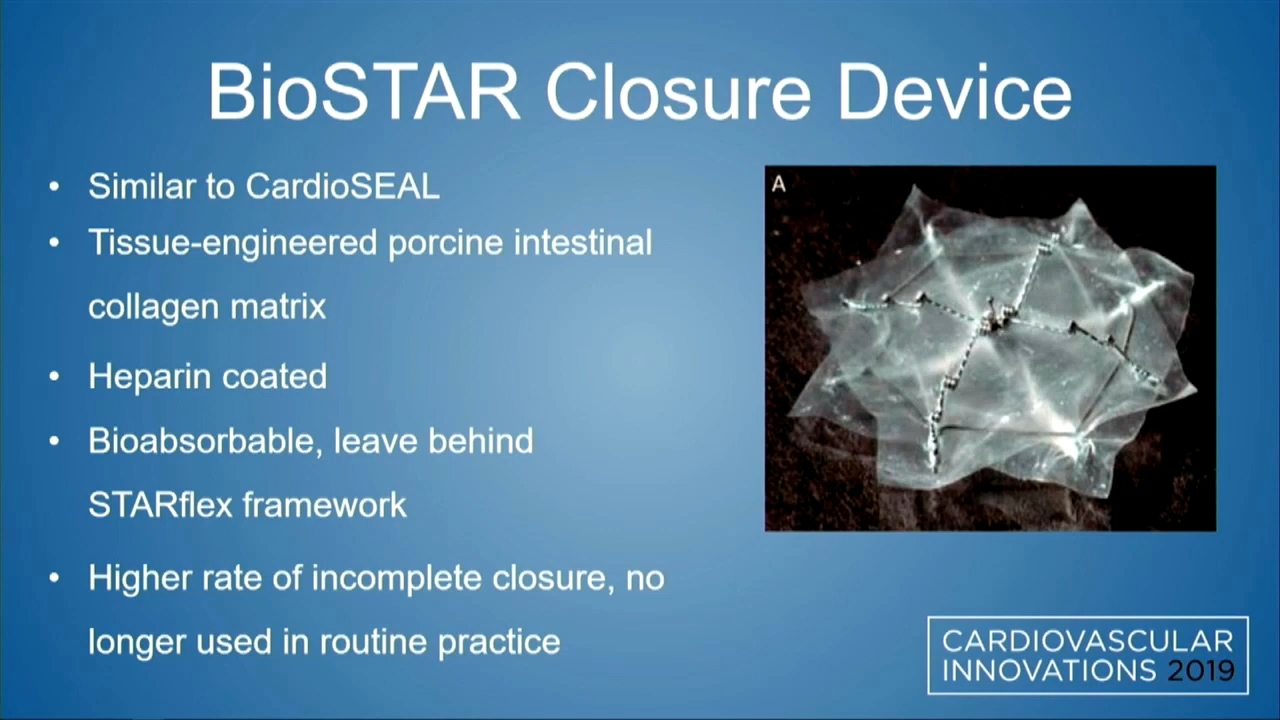 BioSTAR Closure Device
• Similar to CardioSEAL
• Tissue-engineered porcine intestinal
collagen matrix
• Heparin coated
• Bioabsorbable, leave behind
STARflex framework
• Higher rate of incomplete closure, no
longer used in routine practice
A
CARDIOVASCULAR
INNOVATIONS 2019